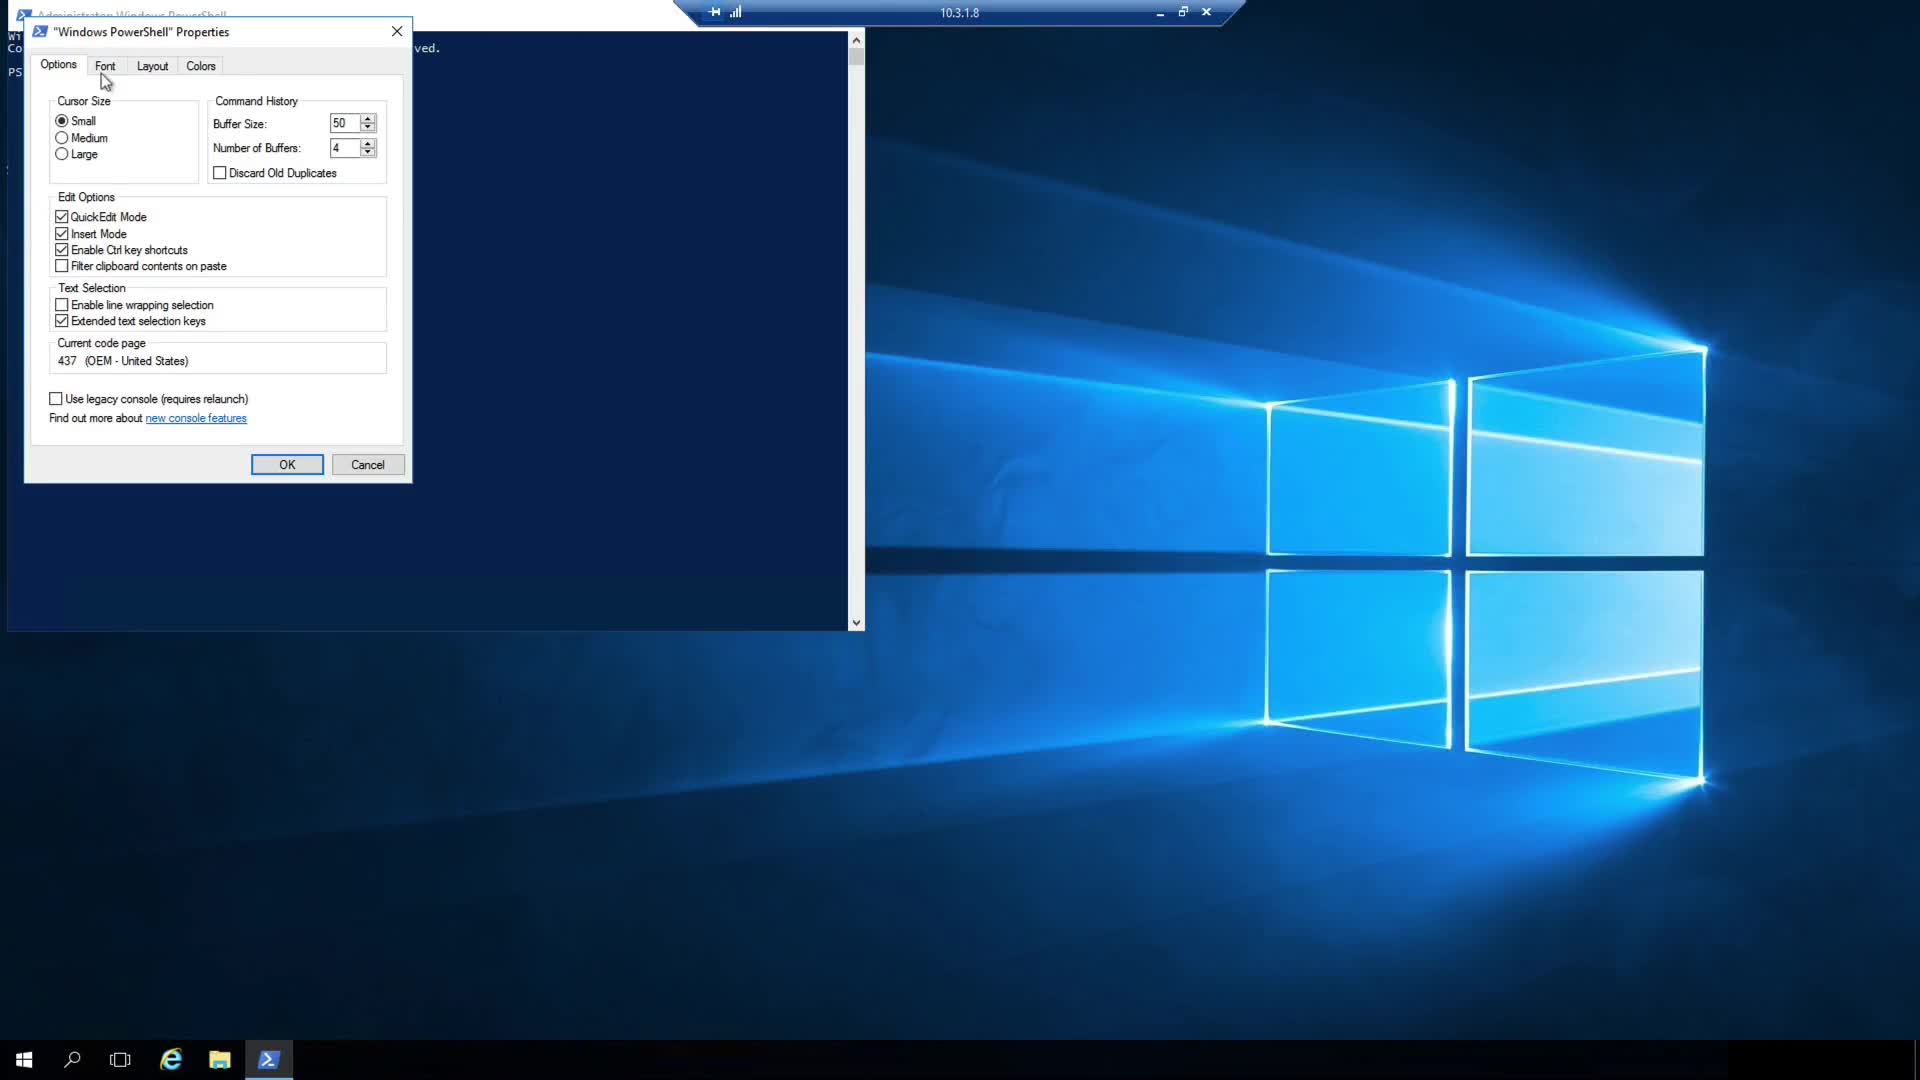 Administrator: Windows PowerShell
10.3.1.8
"Windows PowerShell" Properties
ved.
Co
PS
Options Font Layout Colors
Cursor Size
Small
Medium
Large
Command History
Buffer Size: 50
Number of Buffers: 4
Discard Old Duplicates
Edit Options
QuickEdit Mode
Insert Mode
Enable Ctrl key shortcuts
Filter clipboard contents on paste
Text Selection
Enable line wrapping selection
Extended text selection keys
Current code page
437 (OEM - United States)
Use legacy console (requires relaunch)
Find out more about new console features
OK Cancel